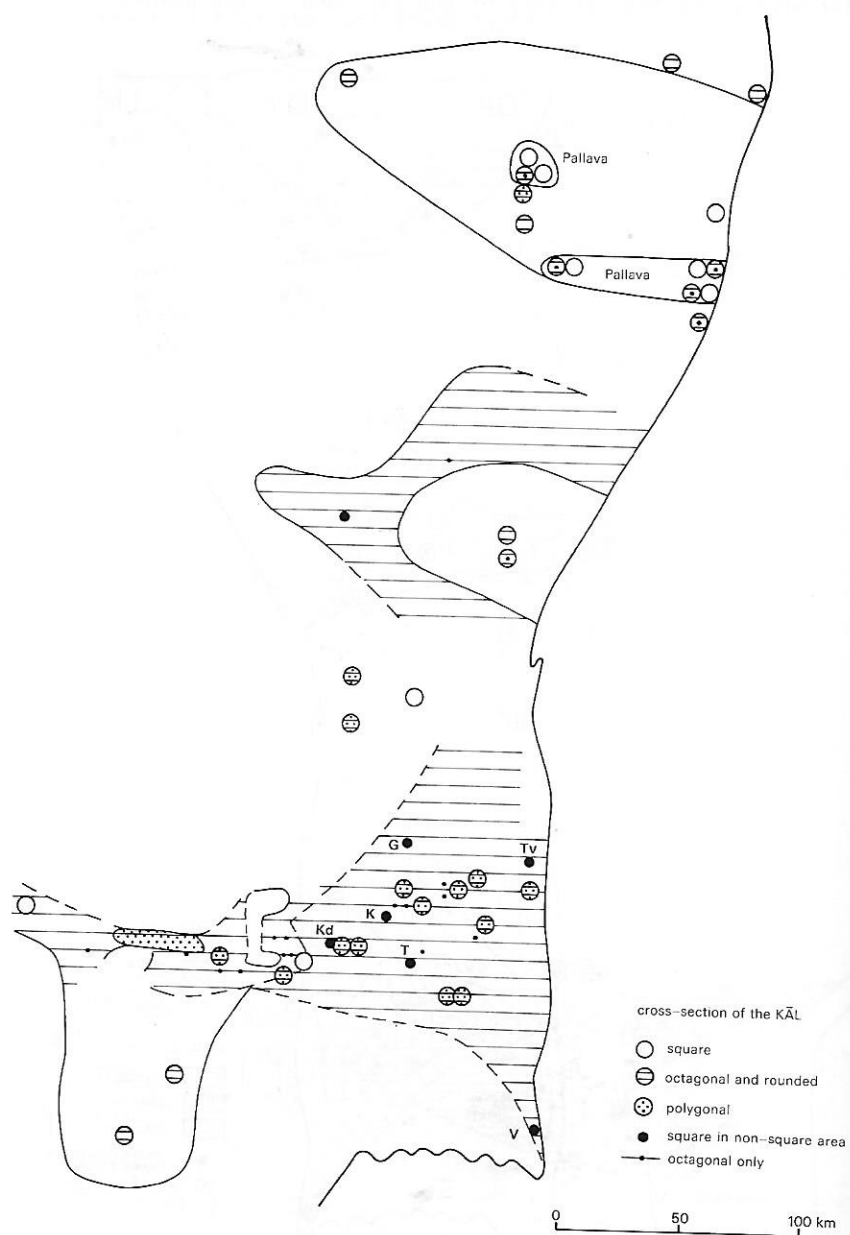 Pallava
Pallava
G
Tv
K
Kd
T
V
cross-section of the KĀL
square
octagonal and rounded
polygonal
square in non-square area
octagonal only
0 50 100 km